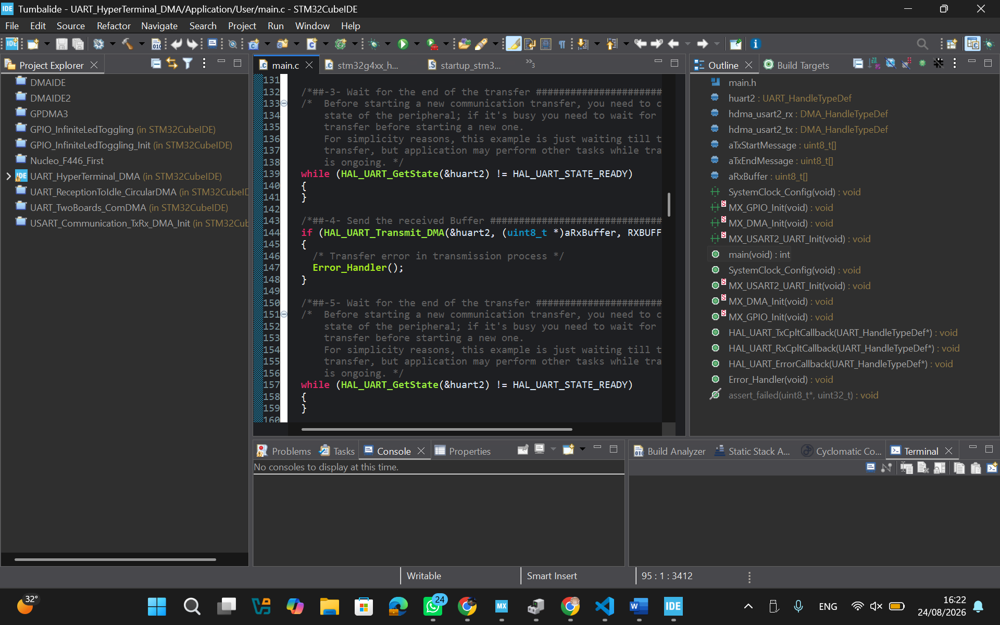 IDE Tumbalide - UART_HyperTerminal_DMA/Application/User/main.c - STM32CubeIDE
File Edit Source Refactor Navigate Search Project Run Window Help
Project Explorer
DMAIDE
DMAIDE2
GPDMA3
GPIO_InfiniteLedToggling (in STM32CubeIDE)
GPIO_InfiniteLedToggling_Init (in STM32CubeIDE)
Nucleo_F446_First
IDE UART_HyperTerminal_DMA (in STM32CubeIDE)
UART_ReceptionToIdle_CircularDMA (in STM32CubeID
UART_TwoBoards_ComDMA (in STM32CubeIDE)
USART_Communication_TxRx_DMA_Init (in STM32Cub
main.c stm32g4xx_h... startup_stm3... »3
131
132 /*##-3- Wait for the end of the transfer ######################
133 /* Before starting a new communication transfer, you need to c
134 state of the peripheral; if it's busy you need to wait for
135 transfer before starting a new one.
136 For simplicity reasons, this example is just waiting till t
137 transfer, but application may perform other tasks while tra
138 is ongoing. */
139 while (HAL_UART_GetState(&huart2) != HAL_UART_STATE_READY)
140 {
141 }
142
143 /*##-4- Send the received Buffer ##############################
144 if (HAL_UART_Transmit_DMA(&huart2, (uint8_t *)aRxBuffer, RXBUFF
145 {
146 /* Transfer error in transmission process */
147 Error_Handler();
148 }
149
150 /*##-5- Wait for the end of the transfer ######################
151 /* Before starting a new communication transfer, you need to c
152 state of the peripheral; if it's busy you need to wait for
153 transfer before starting a new one.
154 For simplicity reasons, this example is just waiting till t
155 transfer, but application may perform other tasks while tra
156 is ongoing. */
157 while (HAL_UART_GetState(&huart2) != HAL_UART_STATE_READY)
158 {
159 }
160
Outline Build Targets
main.h
huart2 : UART_HandleTypeDef
hdma_usart2_rx : DMA_HandleTypeDef
hdma_usart2_tx : DMA_HandleTypeDef
aTxStartMessage : uint8_t[]
aTxEndMessage : uint8_t[]
aRxBuffer : uint8_t[]
SystemClock_Config(void) : void
MX_GPIO_Init(void) : void
MX_DMA_Init(void) : void
MX_USART2_UART_Init(void) : void
main(void) : int
SystemClock_Config(void) : void
MX_USART2_UART_Init(void) : void
MX_DMA_Init(void) : void
MX_GPIO_Init(void) : void
HAL_UART_TxCpltCallback(UART_HandleTypeDef*) : void
HAL_UART_RxCpltCallback(UART_HandleTypeDef*) : void
HAL_UART_ErrorCallback(UART_HandleTypeDef*) : void
Error_Handler(void) : void
assert_failed(uint8_t*, uint32_t) : void
Problems Tasks Console Properties
No consoles to display at this time.
Build Analyzer Static Stack A... Cyclomatic Co... Terminal
Writable Smart Insert 95 : 1 : 3412
32°
24
MX
IDE
ENG
16:22
24/08/2026